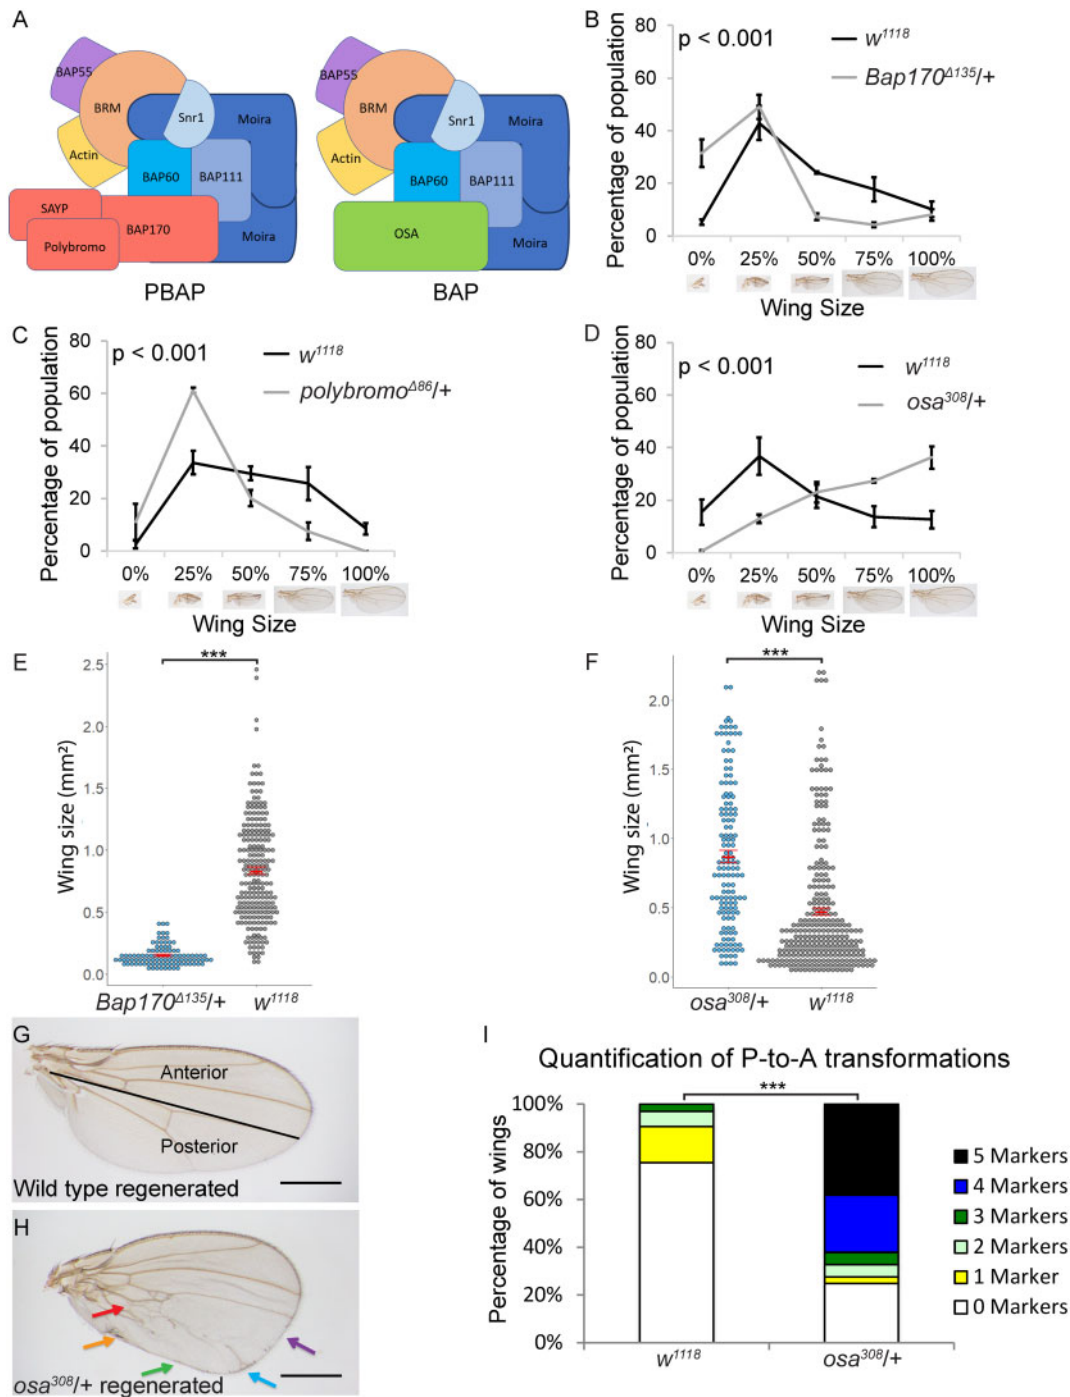 A
BAP55
BRM
Snr1
Moira
Actin
BAP60
BAP111
SAYP
BAP170
Polybromo
Moira
PBAP
BAP55
BRM
Snr1
Moira
Actin
BAP60
BAP111
OSA
Moira
BAP
B
p < 0.001
w1118
Bap170Δ135/+
Percentage of population
80
60
40
20
0
0% 25% 50% 75% 100%
Wing Size
C
p < 0.001
w1118
polybromoΔ86/+
Percentage of population
80
60
40
20
0
0% 25% 50% 75% 100%
Wing Size
D
p < 0.001
w1118
osa308/+
Percentage of population
80
60
40
20
0
0% 25% 50% 75% 100%
Wing Size
E
***
Wing size (mm²)
2.5
2.0
1.5
1.0
0.5
0.0
Bap170Δ135/+ w1118
F
***
Wing size (mm²)
2.0
1.5
1.0
0.5
0.0
osa308/+ w1118
G
Anterior
Posterior
Wild type regenerated
H
osa308/+ regenerated
I
Quantification of P-to-A transformations
***
Percentage of wings
100%
80%
60%
40%
20%
0%
w1118 osa308/+
5 Markers
4 Markers
3 Markers
2 Markers
1 Marker
0 Markers